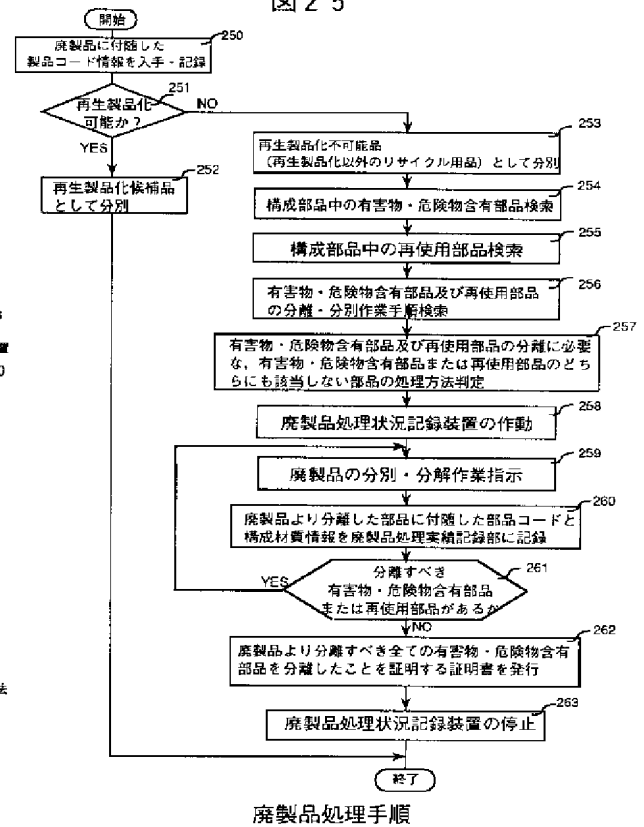 図２５
開始
250
廃製品に付随した
製品コード情報を入手・記録
251
再生製品化
可能か？
NO
YES
252
再生製品化候補品
として分別
253
再生製品化不可能品
（再生製品化以外のリサイクル用品）として分別
254
構成部品中の有害物・危険物含有部品検索
255
構成部品中の再使用部品検索
256
有害物・危険物含有部品及び再使用部品
の分離・分別作業手順検索
257
有害物・危険物含有部品及び再使用部品の分離に必要
な，有害物・危険物含有部品または再使用部品のどち
らにも該当しない部品の処理方法判定
258
廃製品処理状況記録装置の作動
259
廃製品の分別・分解作業指示
260
廃製品より分離した部品に付随した部品コードと
構成材質情報を廃製品処理実績記録部に記録
261
分離すべき
有害物・危険物含有部品
または再使用部品があるか
YES
NO
262
廃製品より分離すべき全ての有害物・危険物含有
部品を分離したことを証明する証明書を発行
263
廃製品処理状況記録装置の停止
終了
廃製品処理手順